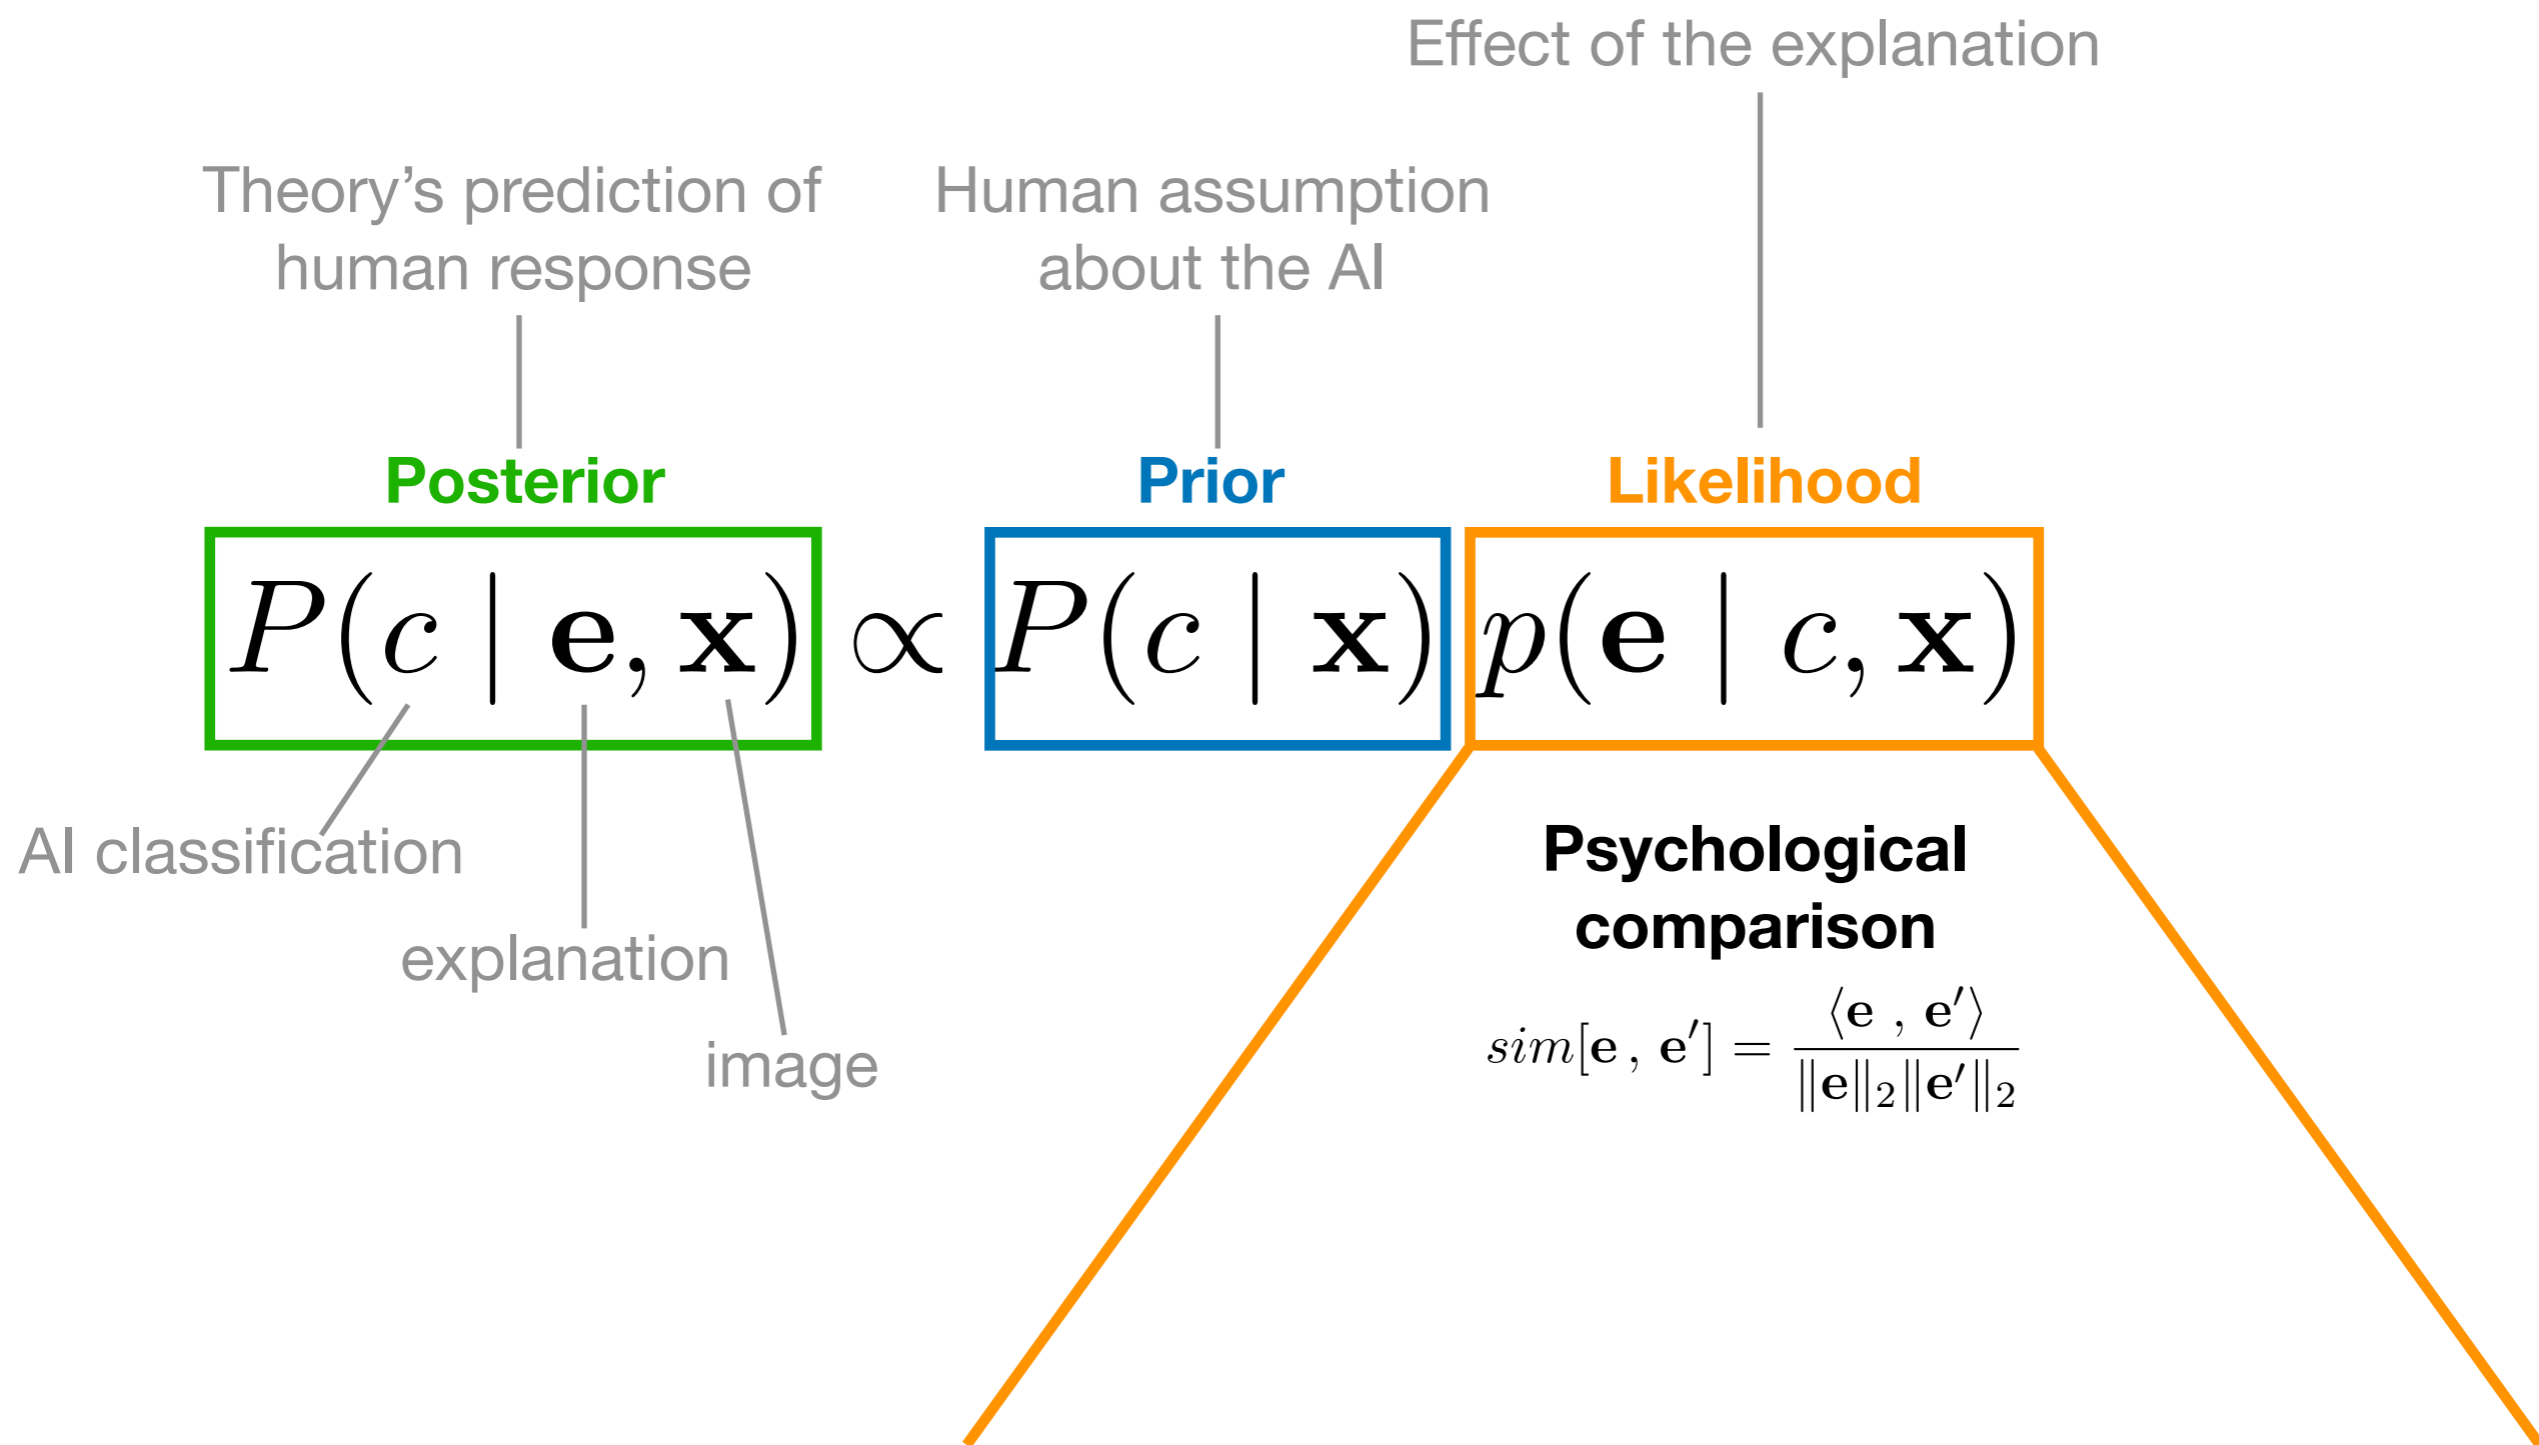 Effect of the explanation
Theory’s prediction of
human response
Human assumption
about the AI
Posterior
Prior
Likelihood
P(c | e, x) ∝ P(c | x) p(e | c, x)
AI classification
explanation
image
Psychological
comparison
sim[e , e′] = ⟨e , e′⟩ / ‖e‖₂‖e′‖₂